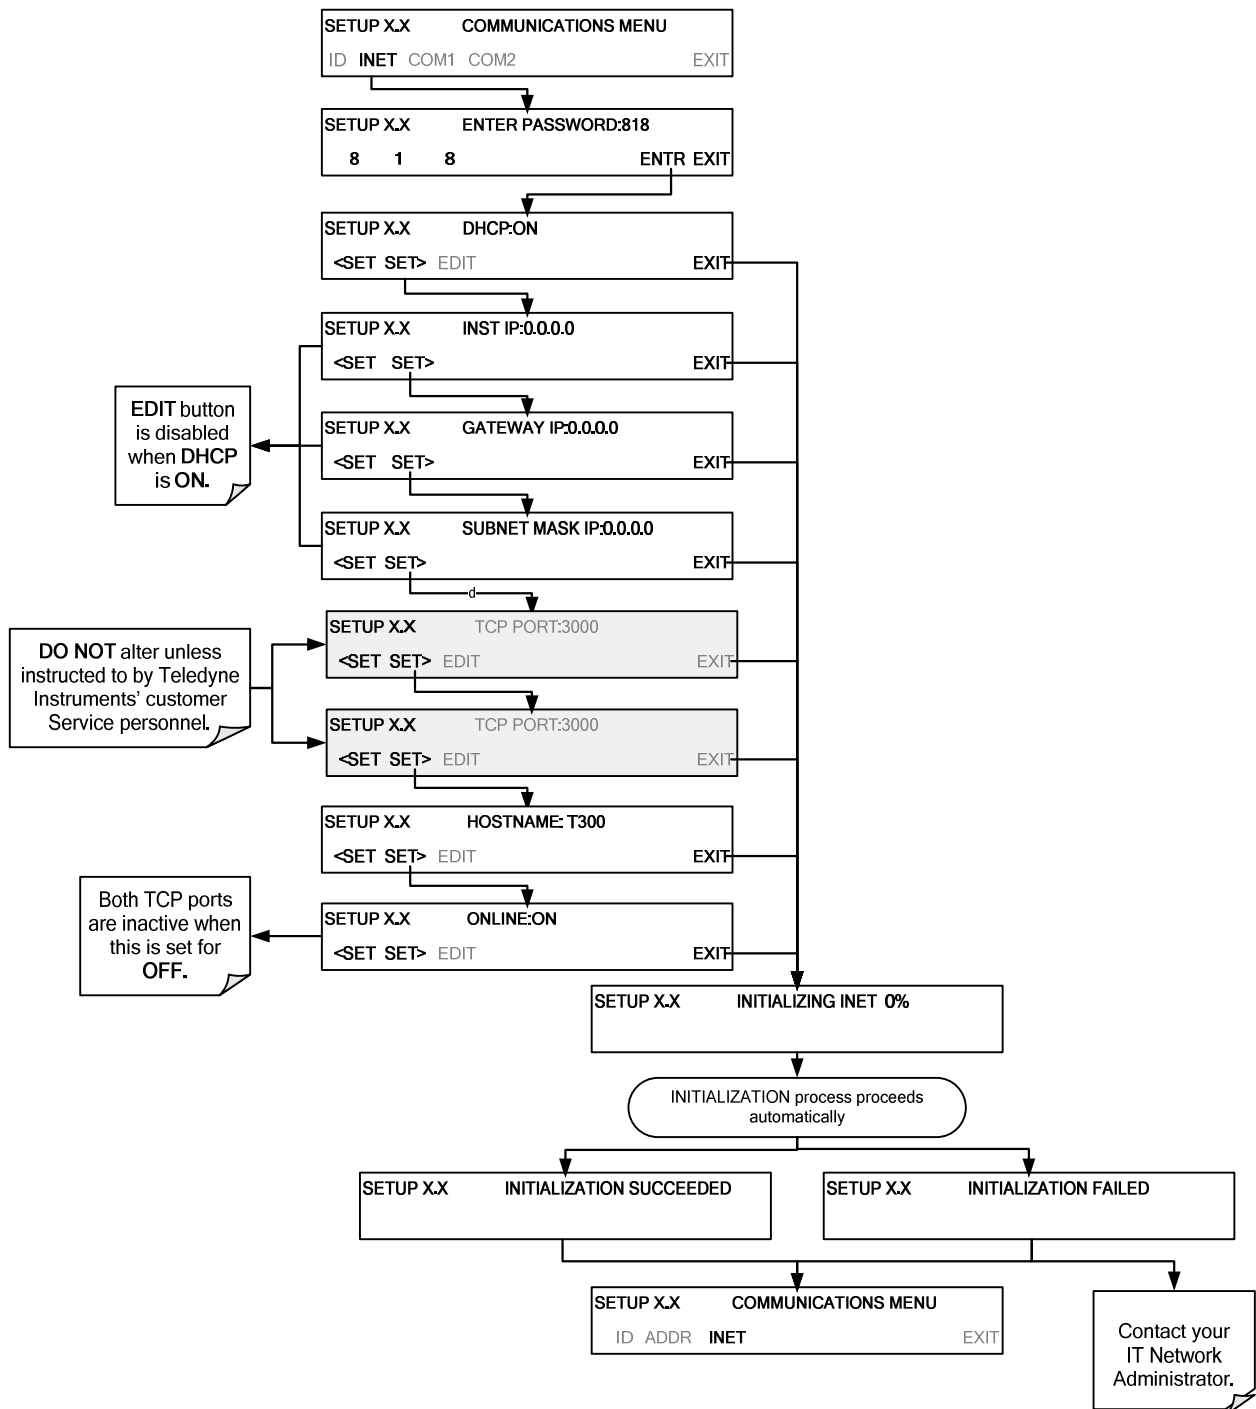 SETUP X.X COMMUNICATIONS MENU
ID INET COM1 COM2 EXIT
SETUP X.X ENTER PASSWORD:818
8 1 8 ENTR EXIT
SETUP X.X DHCP:ON
<SET SET> EDIT EXIT
SETUP X.X INST IP:0.0.0.0
<SET SET> EXIT
EDIT button
is disabled
when DHCP
is ON.
SETUP X.X GATEWAY IP:0.0.0.0
<SET SET> EXIT
SETUP X.X SUBNET MASK IP:0.0.0.0
<SET SET> EXIT
d
DO NOT alter unless
instructed to by Teledyne
Instruments' customer
Service personnel.
SETUP X.X TCP PORT:3000
<SET SET> EDIT EXIT
SETUP X.X TCP PORT:3000
<SET SET> EDIT EXIT
SETUP X.X HOSTNAME: T300
<SET SET> EDIT EXIT
Both TCP ports
are inactive when
this is set for
OFF.
SETUP X.X ONLINE:ON
<SET SET> EDIT EXIT
SETUP X.X INITIALIZING INET 0%
INITIALIZATION process proceeds
automatically
SETUP X.X INITIALIZATION SUCCEEDED
SETUP X.X INITIALIZATION FAILED
SETUP X.X COMMUNICATIONS MENU
ID ADDR INET EXIT
Contact your
IT Network
Administrator.